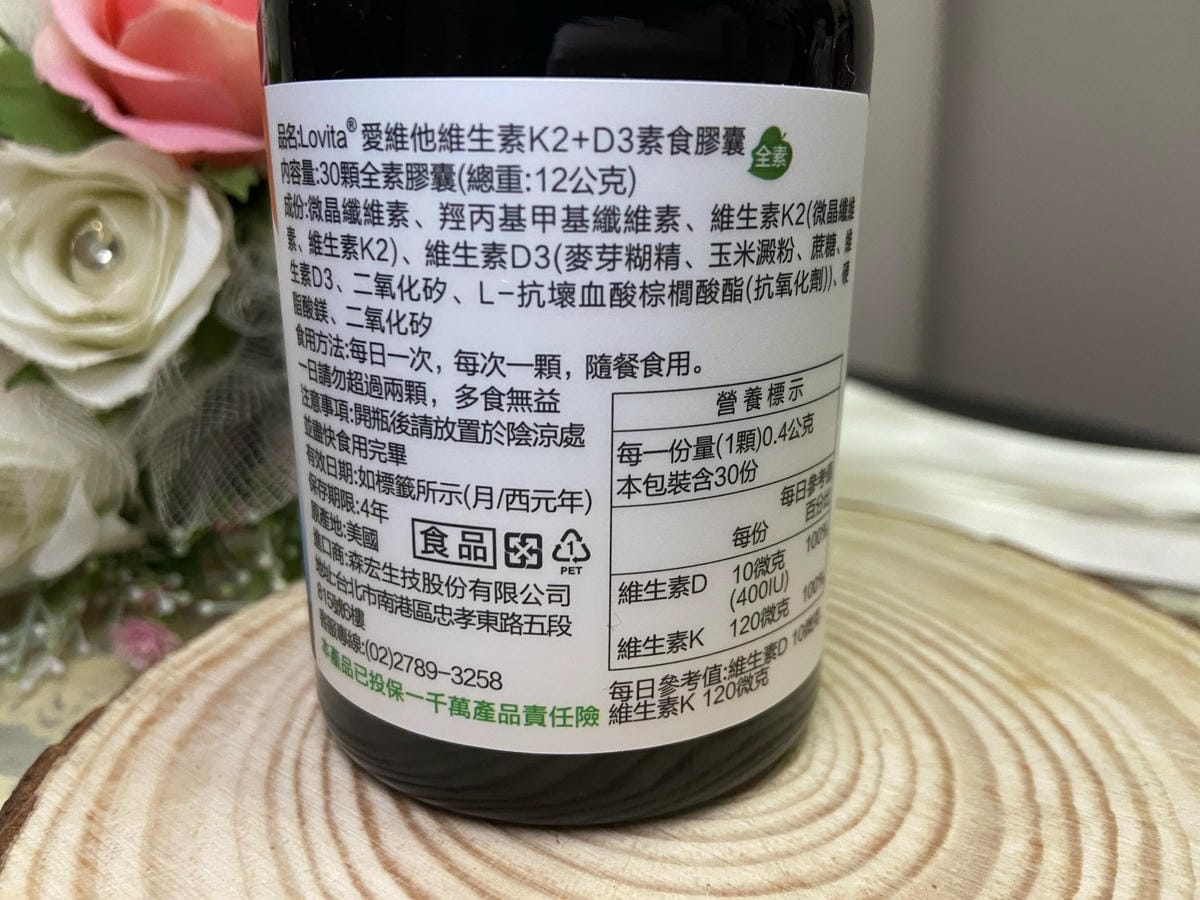 品名:Lovita® 愛維他維生素K2+D3素食膠囊
全素
內容量:30顆全素膠囊(總重:12公克)
成份:微晶纖維素、羥丙基甲基纖維素、維生素K2(微晶纖維
素、維生素K2)、維生素D3(麥芽糊精、玉米澱粉、蔗糖、維
生素D3、二氧化矽、L-抗壞血酸棕櫚酸酯(抗氧化劑))、硬
脂酸鎂、二氧化矽
食用方法:每日一次，每次一顆，隨餐食用。
一日請勿超過兩顆，多食無益
注意事項:開瓶後請放置於陰涼處
並盡快食用完畢
有效日期:如標籤所示(月/西元年)
保存期限:4年
原產地:美國
食品
1
PET
進口商:森宏生技股份有限公司
地址:台北市南港區忠孝東路五段
815號6樓
客服專線:(02)2789-3258
本產品已投保一千萬產品責任險
營養標示
每一份量(1顆)0.4公克
本包裝含30份
每份 每日參考值百分比
維生素D 10微克(400IU) 100%
維生素K 120微克 100%
每日參考值:維生素D 10微克
維生素K 120微克